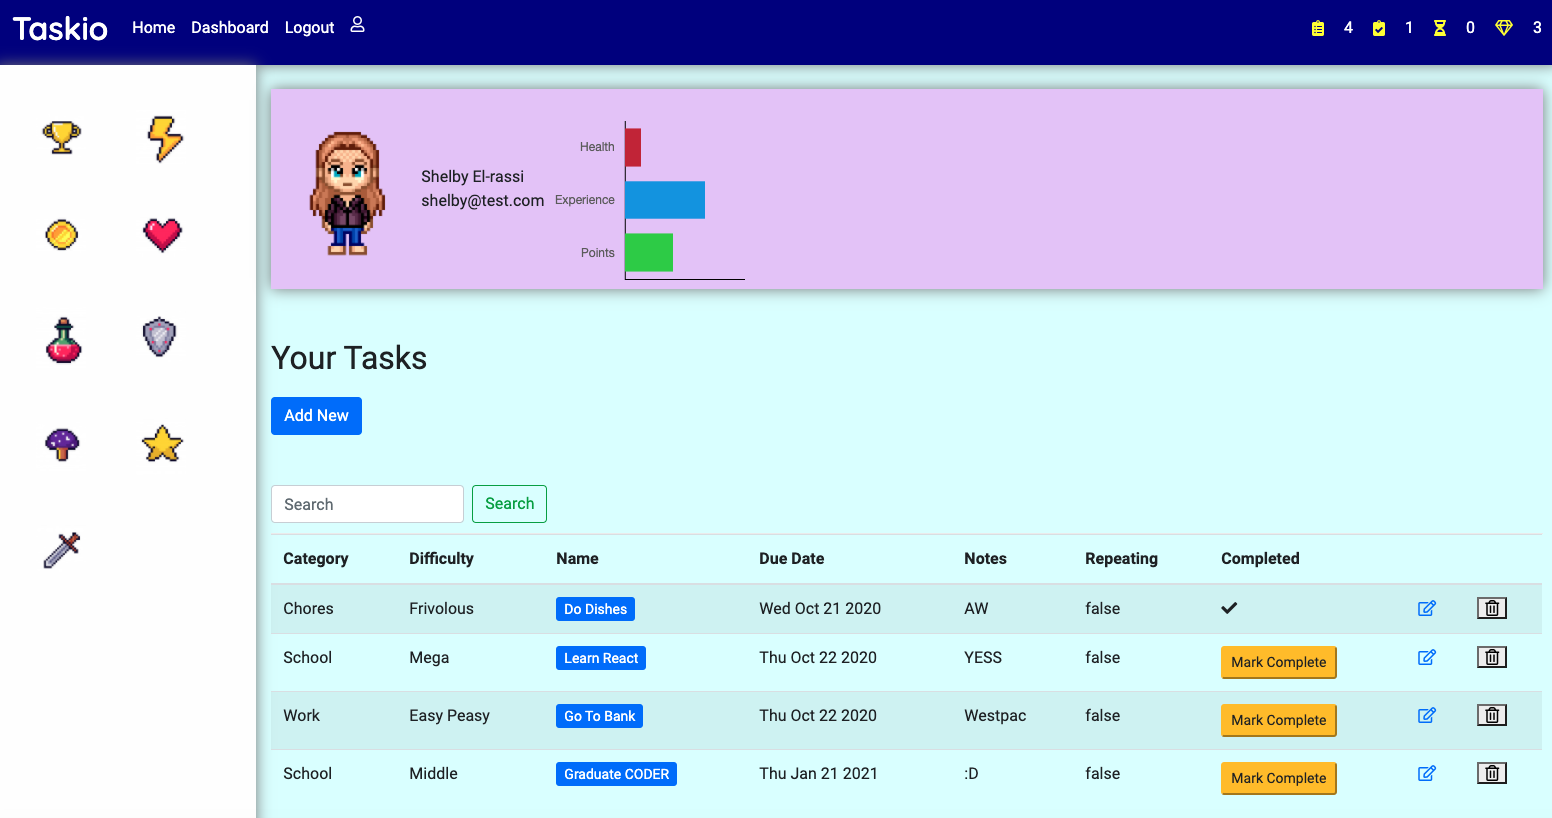 Taskio Home Dashboard Logout 4 1 0 3
Health
Shelby El-rassi
shelby@test.com Experience
Points
Your Tasks
Add New
Search Search
Category Difficulty Name Due Date Notes Repeating Completed
Chores Frivolous Do Dishes Wed Oct 21 2020 AW false
School Mega Learn React Thu Oct 22 2020 YESS false Mark Complete
Work Easy Peasy Go To Bank Thu Oct 22 2020 Westpac false Mark Complete
School Middle Graduate CODER Thu Jan 21 2021 :D false Mark Complete